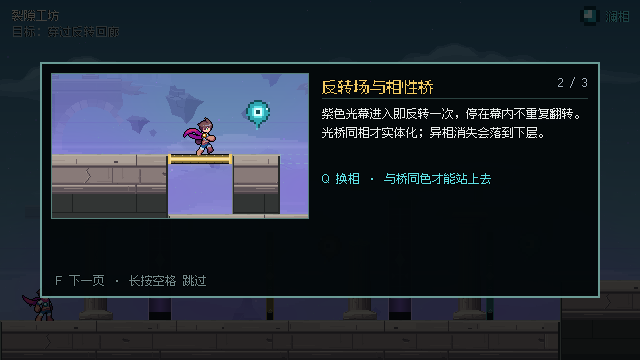 裂隙工坊
目标: 穿过反转回廊
澜相
反转场与相性桥
2 / 3
紫色光幕进入即反转一次，停在幕内不重复翻转。
光桥同相才实体化；异相消失会落到下层。
Q 换相 · 与桥同色才能站上去
F 下一页 · 长按空格 跳过